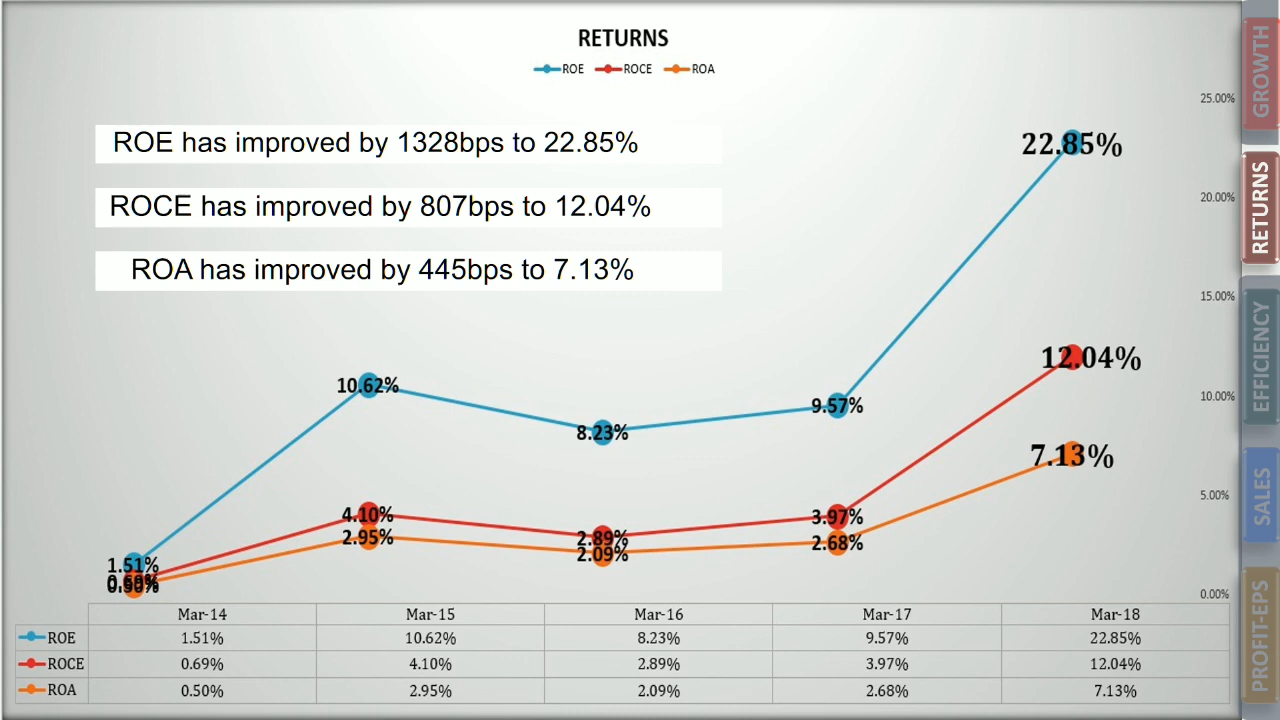 RETURNS
ROE ROCE ROA
ROE has improved by 1328bps to 22.85%
ROCE has improved by 807bps to 12.04%
ROA has improved by 445bps to 7.13%
25.00%
20.00%
15.00%
10.00%
5.00%
0.00%
22.85%
12.04%
7.13%
10.62%
8.23%
9.57%
4.10%
2.89%
3.97%
2.95%
2.09%
2.68%
1.51%
0.50%
Mar-14 Mar-15 Mar-16 Mar-17 Mar-18
ROE 1.51% 10.62% 8.23% 9.57% 22.85%
ROCE 0.69% 4.10% 2.89% 3.97% 12.04%
ROA 0.50% 2.95% 2.09% 2.68% 7.13%
GROWTH
RETURNS
EFFICIENCY
SALES
PROFIT-EPS